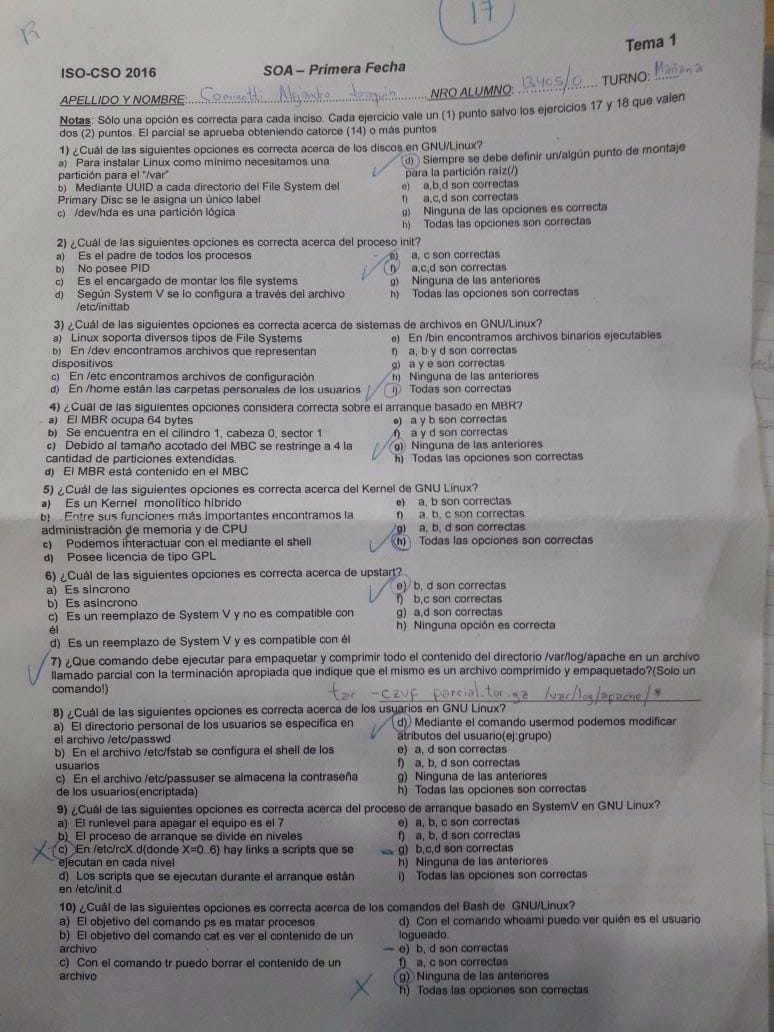 17
R
Tema 1
ISO-CSO 2016 SOA – Primera Fecha
APELLIDO Y NOMBRE: Alejandro Joaquin NRO ALUMNO: 13405/0 TURNO: Mañana
Notas: Sólo una opción es correcta para cada inciso. Cada ejercicio vale un (1) punto salvo los ejercicios 17 y 18 que valen
dos (2) puntos. El parcial se aprueba obteniendo catorce (14) o más puntos
1) ¿Cuál de las siguientes opciones es correcta acerca de los discos en GNU/Linux?
a) Para instalar Linux como mínimo necesitamos una
partición para el "/var"
b) Mediante UUID a cada directorio del File System del
Primary Disc se le asigna un único label
c) /dev/hda es una partición lógica
d) Siempre se debe definir un/algún punto de montaje
para la partición raíz(/)
e) a,b,d son correctas
f) a,c,d son correctas
g) Ninguna de las opciones es correcta
h) Todas las opciones son correctas
2) ¿Cuál de las siguientes opciones es correcta acerca del proceso init?
a) Es el padre de todos los procesos
b) No posee PID
c) Es el encargado de montar los file systems
d) Según System V se lo configura a través del archivo
/etc/inittab
e) a, c son correctas
f) a,c,d son correctas
g) Ninguna de las anteriores
h) Todas las opciones son correctas
3) ¿Cuál de las siguientes opciones es correcta acerca de sistemas de archivos en GNU/Linux?
a) Linux soporta diversos tipos de File Systems
b) En /dev encontramos archivos que representan
dispositivos
c) En /etc encontramos archivos de configuración
d) En /home están las carpetas personales de los usuarios
e) En /bin encontramos archivos binarios ejecutables
f) a, b y d son correctas
g) a y e son correctas
h) Ninguna de las anteriores
i) Todas son correctas
4) ¿Cuál de las siguientes opciones considera correcta sobre el arranque basado en MBR?
a) El MBR ocupa 64 bytes
b) Se encuentra en el cilindro 1, cabeza 0, sector 1
c) Debido al tamaño acotado del MBC se restringe a 4 la
cantidad de particiones extendidas.
d) El MBR está contenido en el MBC
e) a y b son correctas
f) a y d son correctas
g) Ninguna de las anteriores
h) Todas las opciones son correctas
5) ¿Cuál de las siguientes opciones es correcta acerca del Kernel de GNU Linux?
a) Es un Kernel monolítico híbrido
b) Entre sus funciones más importantes encontramos la
administración de memoria y de CPU
c) Podemos interactuar con el mediante el shell
d) Posee licencia de tipo GPL
e) a, b son correctas
f) a, b, c son correctas
g) a, b, d son correctas
h) Todas las opciones son correctas
6) ¿Cuál de las siguientes opciones es correcta acerca de upstart?
a) Es síncrono
b) Es asíncrono
c) Es un reemplazo de System V y no es compatible con
él
d) Es un reemplazo de System V y es compatible con él
e) b, d son correctas
f) b,c son correctas
g) a,d son correctas
h) Ninguna opción es correcta
7) ¿Que comando debe ejecutar para empaquetar y comprimir todo el contenido del directorio /var/log/apache en un archivo
llamado parcial con la terminación apropiada que indique que el mismo es un archivo comprimido y empaquetado?(Solo un
comando!) tar -czvf parcial.tar.gz /var/log/apache/*
8) ¿Cuál de las siguientes opciones es correcta acerca de los usuarios en GNU Linux?
a) El directorio personal de los usuarios se especifica en
el archivo /etc/passwd
b) En el archivo /etc/fstab se configura el shell de los
usuarios
c) En el archivo /etc/passuser se almacena la contraseña
de los usuarios(encriptada)
d) Mediante el comando usermod podemos modificar
atributos del usuario(ej:grupo)
e) a, d son correctas
f) a, b, d son correctas
g) Ninguna de las anteriores
h) Todas las opciones son correctas
9) ¿Cuál de las siguientes opciones es correcta acerca del proceso de arranque basado en SystemV en GNU Linux?
a) El runlevel para apagar el equipo es el 7
b) El proceso de arranque se divide en niveles
c) En /etc/rcX.d(donde X=0..6) hay links a scripts que se
ejecutan en cada nivel
d) Los scripts que se ejecutan durante el arranque están
en /etc/init.d
e) a, b, c son correctas
f) a, b, d son correctas
g) b,c,d son correctas
h) Ninguna de las anteriores
i) Todas las opciones son correctas
10) ¿Cuál de las siguientes opciones es correcta acerca de los comandos del Bash de GNU/Linux?
a) El objetivo del comando ps es matar procesos
b) El objetivo del comando cat es ver el contenido de un
archivo
c) Con el comando tr puedo borrar el contenido de un
archivo
d) Con el comando whoami puedo ver quién es el usuario
logueado.
e) b, d son correctas
f) a, c son correctas
g) Ninguna de las anteriores
h) Todas las opciones son correctas